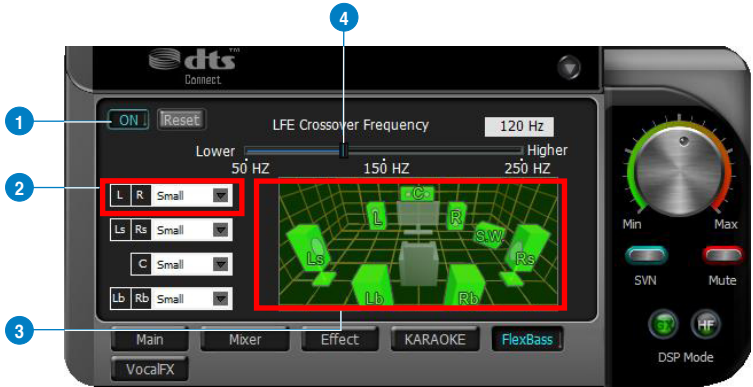 4
dts™
Connect
1
ON Reset
LFE Crossover Frequency 120 Hz
Lower Higher
50 HZ 150 HZ 250 HZ
2
L R Small
Ls Rs Small
C Small
Lb Rb Small
C
L R
S.W.
Ls Rs
Lb Rb
3
Main Mixer Effect KARAOKE FlexBass
VocalFX
Min Max
SVN Mute
HF
DSP Mode